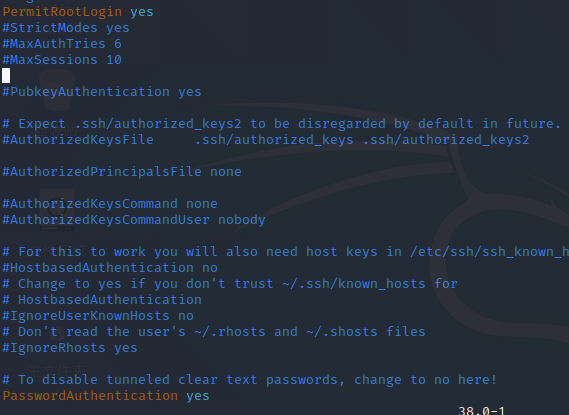 PermitRootLogin yes
#StrictModes yes
#MaxAuthTries 6
#MaxSessions 10
#PubkeyAuthentication yes
# Expect .ssh/authorized_keys2 to be disregarded by default in future.
#AuthorizedKeysFile .ssh/authorized_keys .ssh/authorized_keys2
#AuthorizedPrincipalsFile none
#AuthorizedKeysCommand none
#AuthorizedKeysCommandUser nobody
# For this to work you will also need host keys in /etc/ssh/ssh_known_h
#HostbasedAuthentication no
# Change to yes if you don't trust ~/.ssh/known_hosts for
# HostbasedAuthentication
#IgnoreUserKnownHosts no
# Don't read the user's ~/.rhosts and ~/.shosts files
#IgnoreRhosts yes
# To disable tunneled clear text passwords, change to no here!
PasswordAuthentication yes
38,0-1